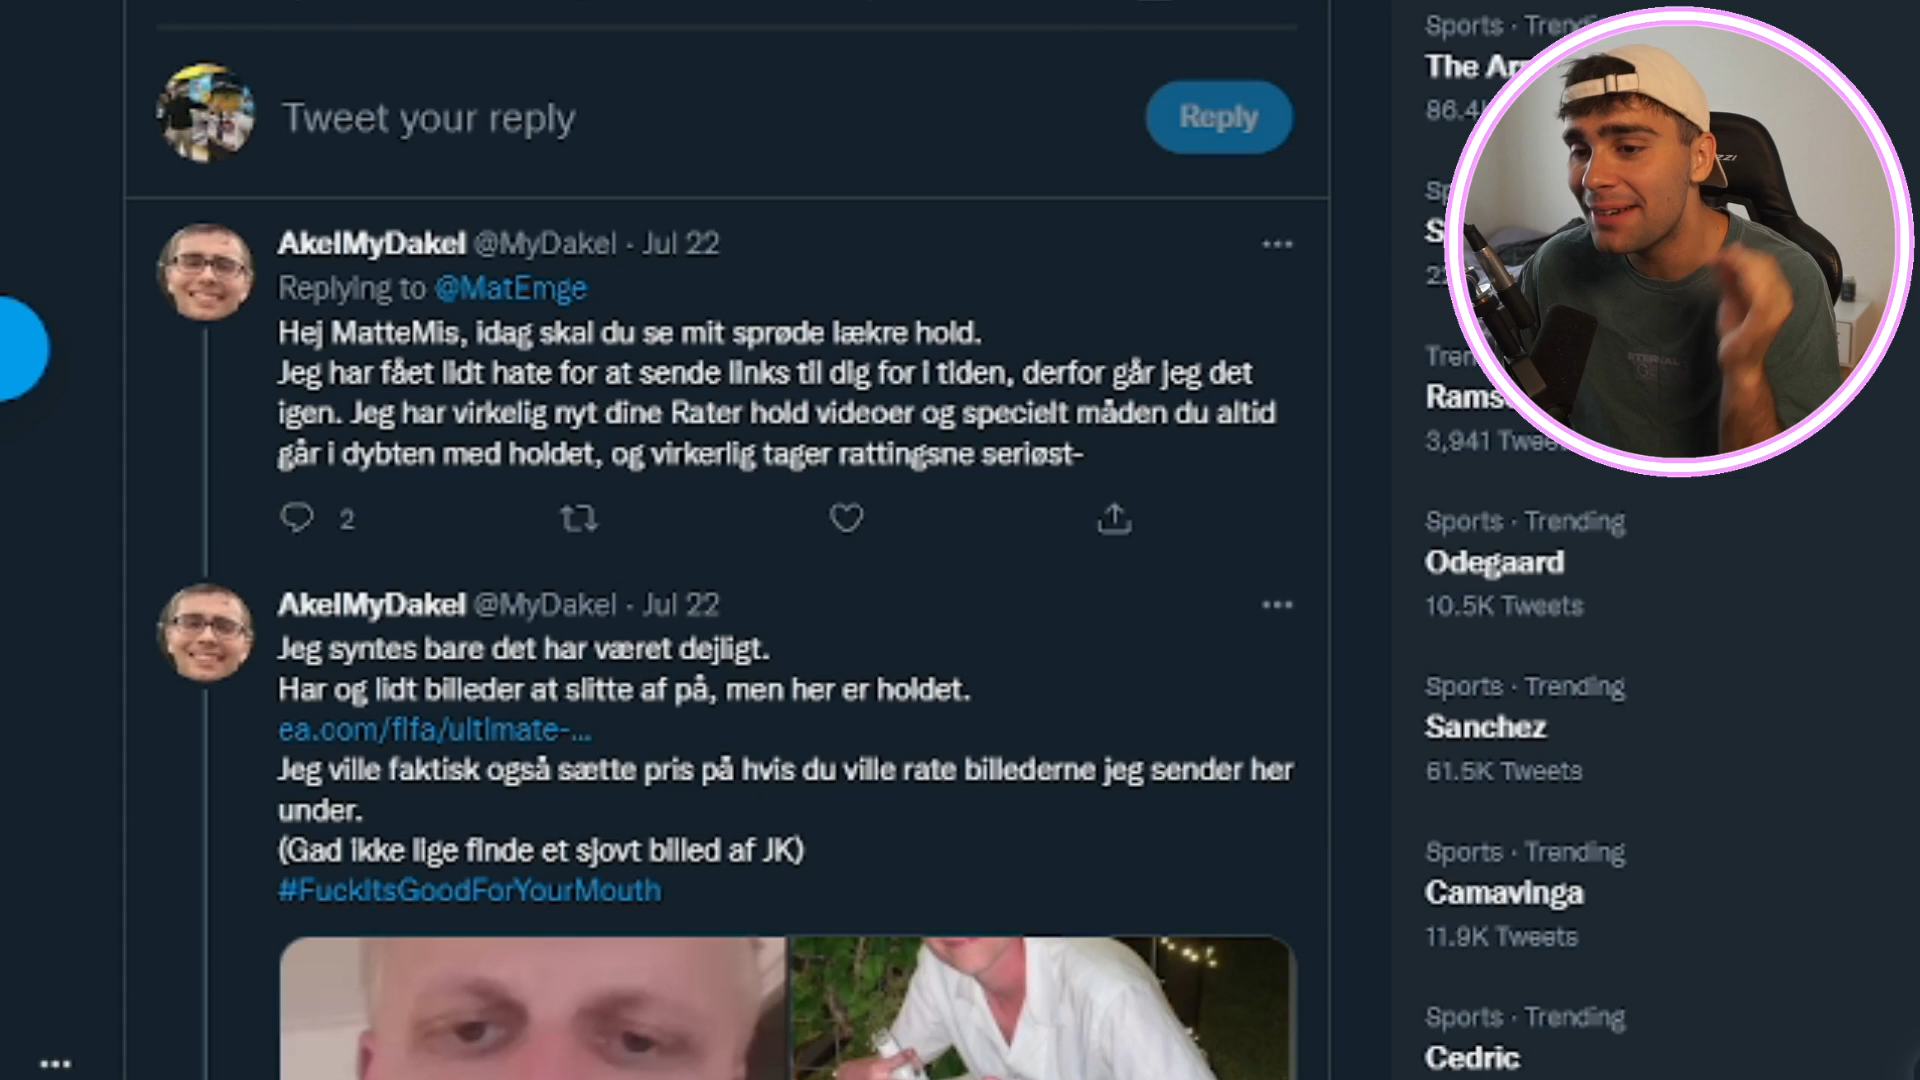 Tweet your reply
Reply
AkelMyDakel @MyDakel · Jul 22
Replying to @MatEmge
Hej MatteMis, idag skal du se mit sprøde lækre hold.
Jeg har fået lidt hate for at sende links til dig for i tiden, derfor går jeg det
igen. Jeg har virkelig nyt dine Rater hold videoer og specielt måden du altid
går i dybten med holdet, og virkerlig tager rattingsne seriøst-
2
AkelMyDakel @MyDakel · Jul 22
Jeg syntes bare det har været dejligt.
Har og lidt billeder at slitte af på, men her er holdet.
ea.com/fifa/ultimate-...
Jeg ville faktisk også sætte pris på hvis du ville rate billederne jeg sender her
under.
(Gad ikke lige finde et sjovt billed af JK)
#FuckItsGoodForYourMouth
Sports · Trending
The
86.4
Trending
3,941
Sports · Trending
Odegaard
10.5K Tweets
Sports · Trending
Sanchez
61.5K Tweets
Sports · Trending
Camavinga
11.9K Tweets
Sports · Trending
Cedric